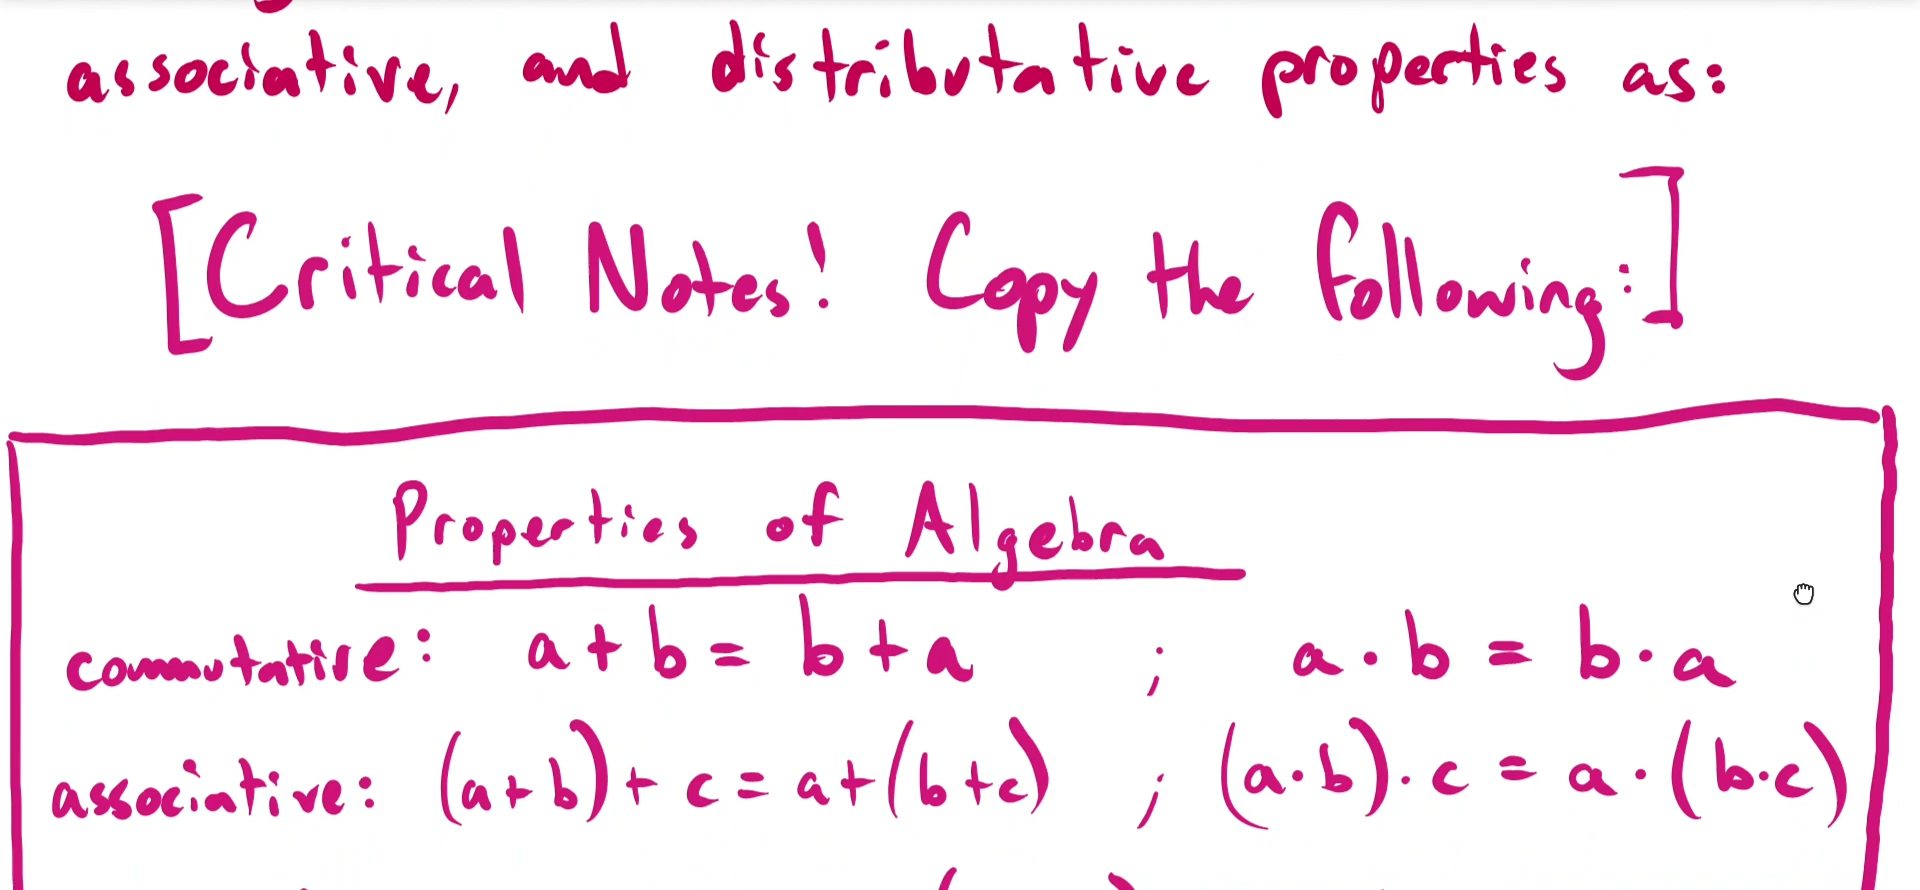 associative, and distributative properties as:
[Critical Notes! Copy the following:]
Properties of Algebra
commutative: a + b = b + a ; a · b = b · a
associative: (a+b) + c = a + (b+c) ; (a·b) · c = a · (b·c)